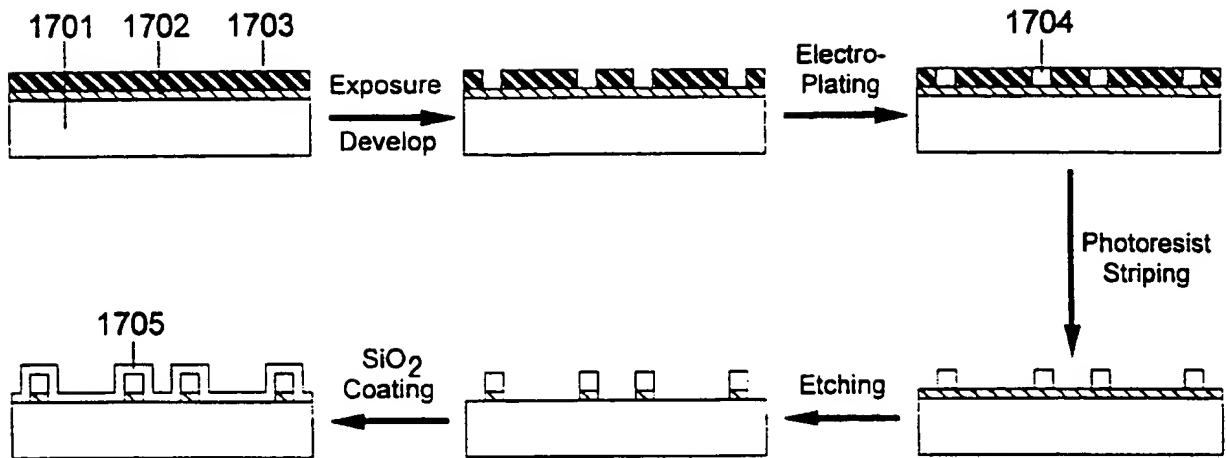 1701 1702 1703
Exposure
Develop
Electro-
Plating
1704
Photoresist
Striping
Etching
SiO2
Coating
1705